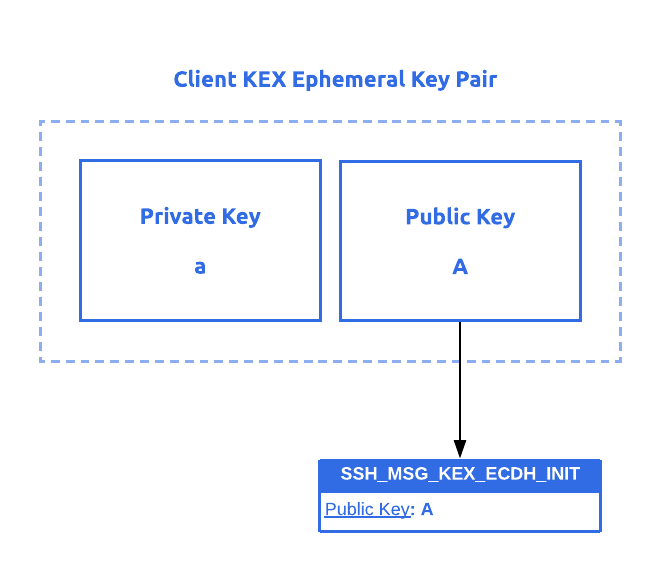 Client KEX Ephemeral Key Pair
Private Key
a
Public Key
A
SSH_MSG_KEX_ECDH_INIT
Public Key: A